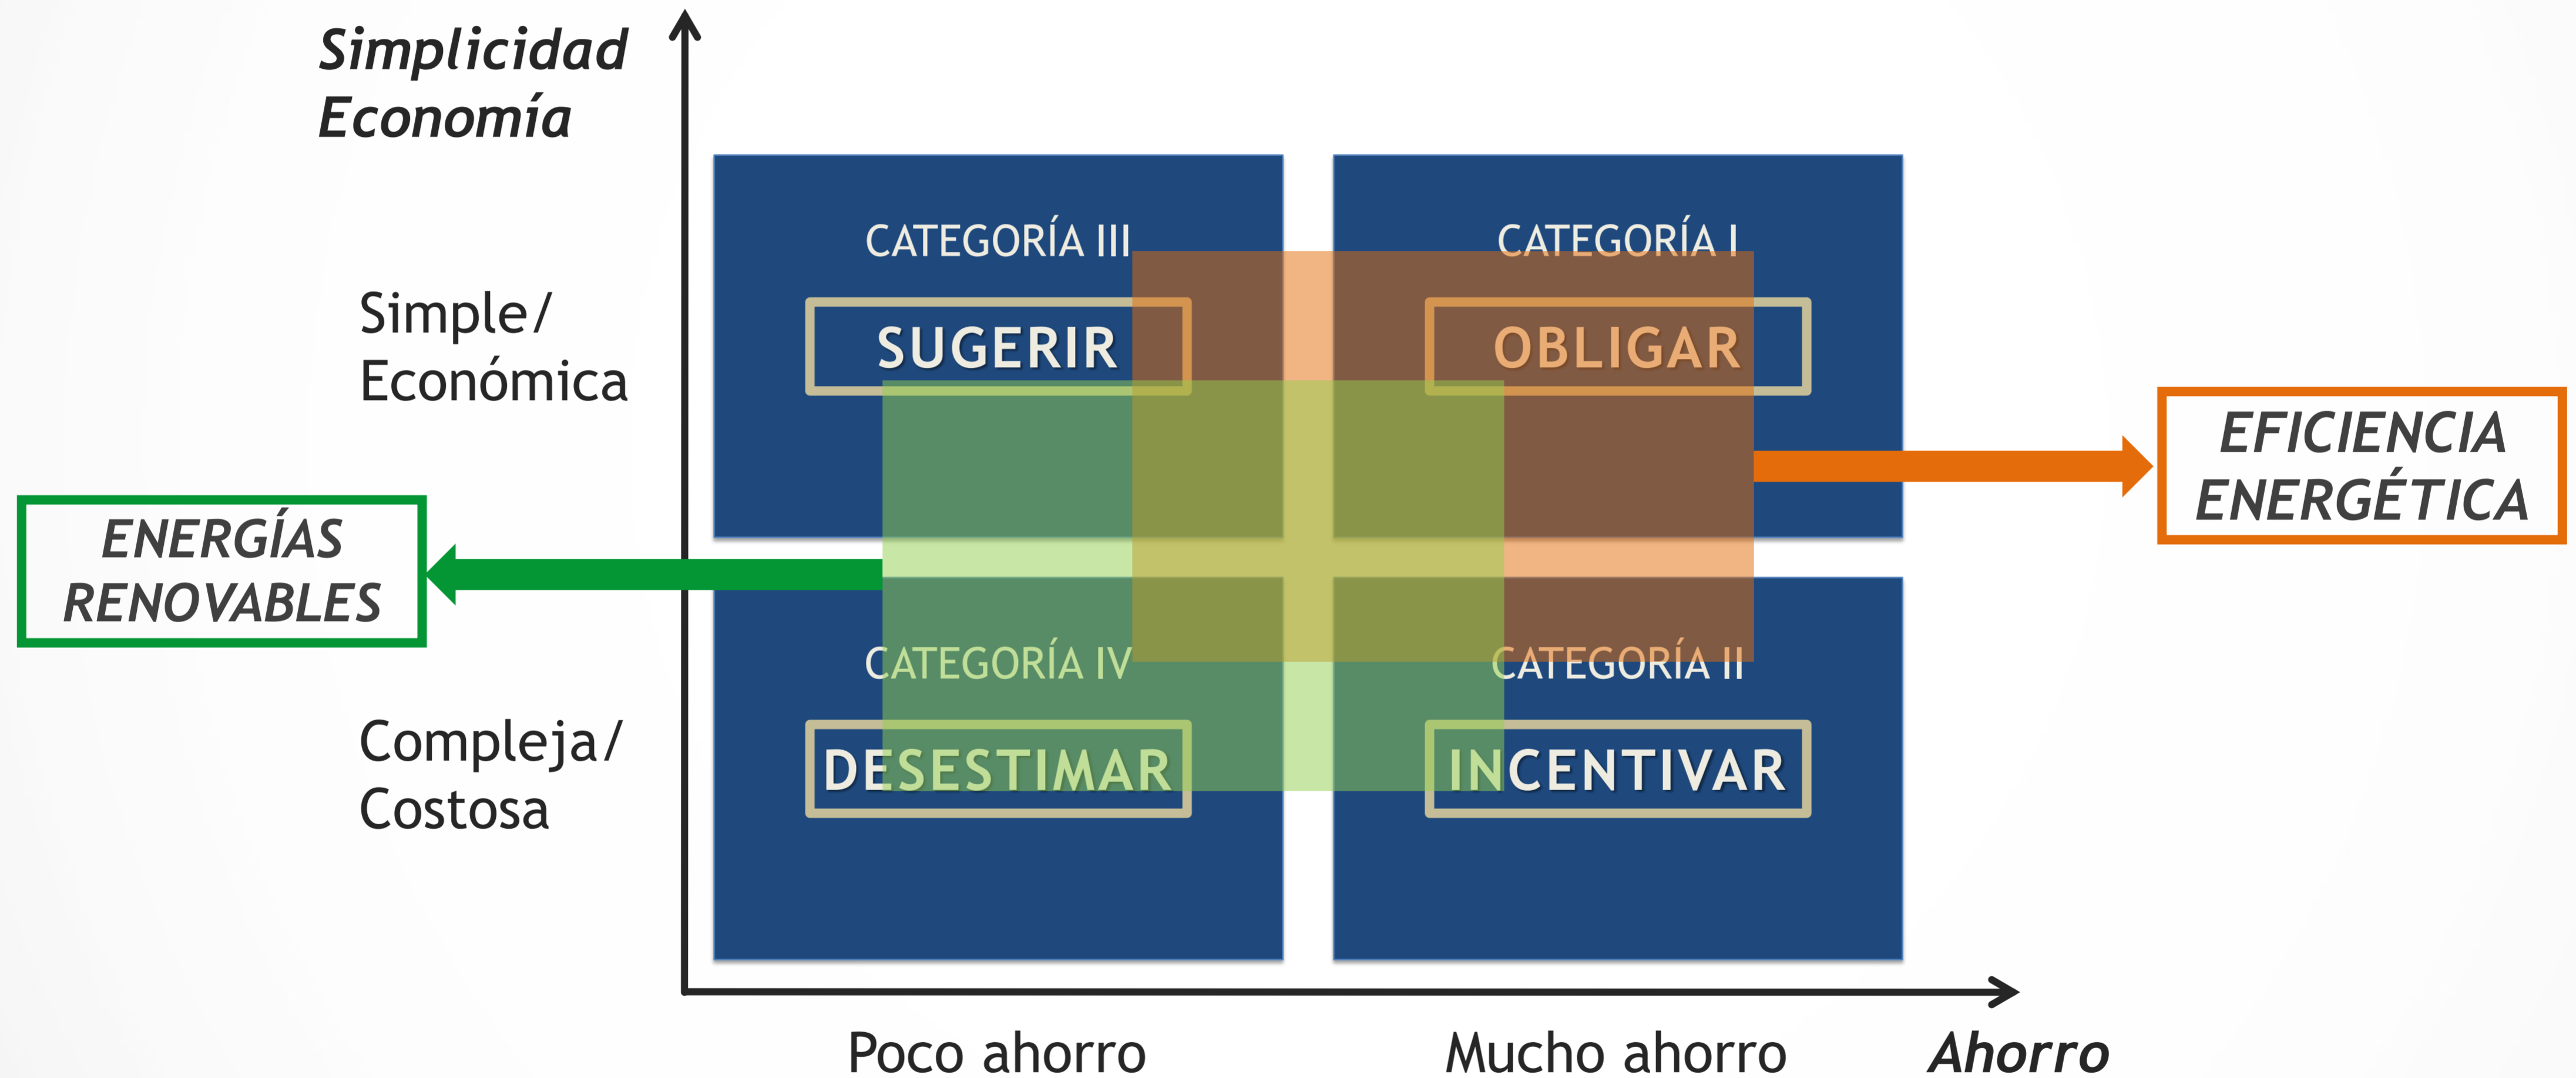 Simplicidad
Economía
CATEGORÍA III
CATEGORÍA I
Simple/
Económica
SUGERIR
OBLIGAR
EFICIENCIA
ENERGÉTICA
ENERGÍAS
RENOVABLES
CATEGORÍA IV
CATEGORÍA II
Compleja/
Costosa
DESESTIMAR
INCENTIVAR
Poco ahorro
Mucho ahorro
Ahorro